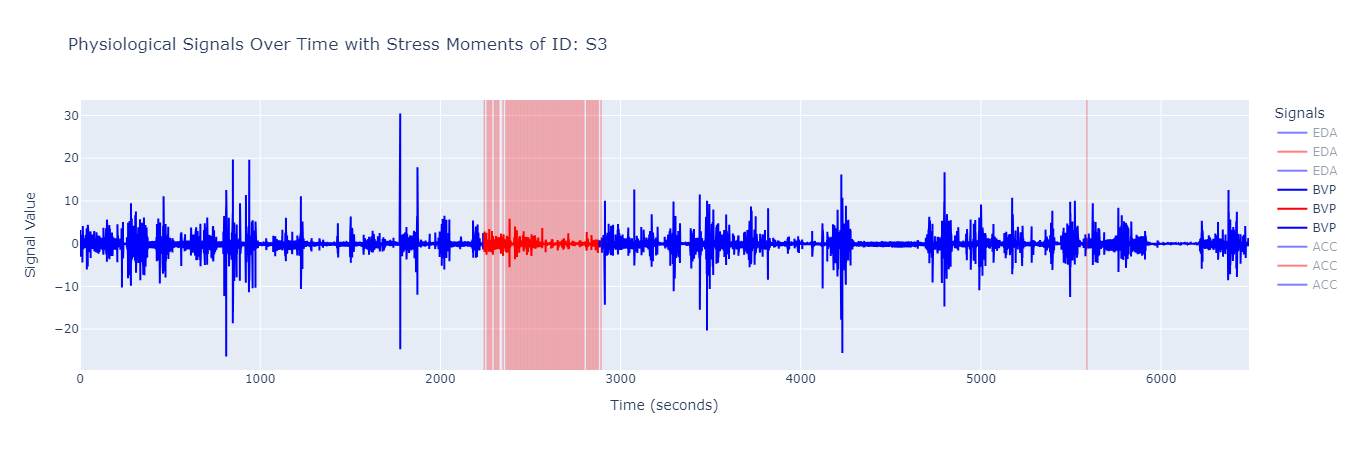 Physiological Signals Over Time with Stress Moments of ID: S3
Signals
EDA
EDA
EDA
BVP
BVP
BVP
ACC
ACC
ACC
Signal Value
30
20
10
0
−10
−20
0 1000 2000 3000 4000 5000 6000
Time (seconds)